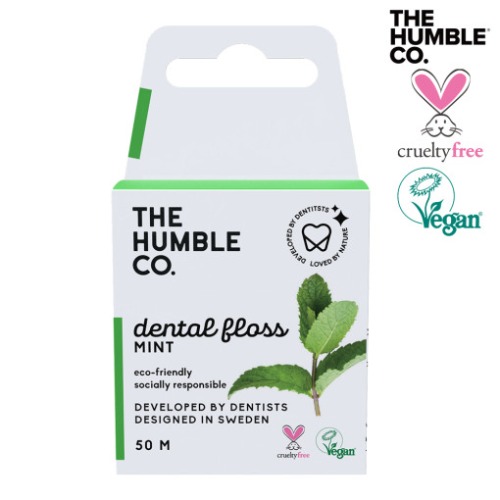 THE
HUMBLE®
CO.
crueltyfree
Vegan®
THE
HUMBLE
CO.
DEVELOPED BY DENTITSTS
LOVED BY NATURE
dental floss
MINT
eco-friendly
socially responsible
DEVELOPED BY DENTISTS
DESIGNED IN SWEDEN
50 M
crueltyfree
Vegan